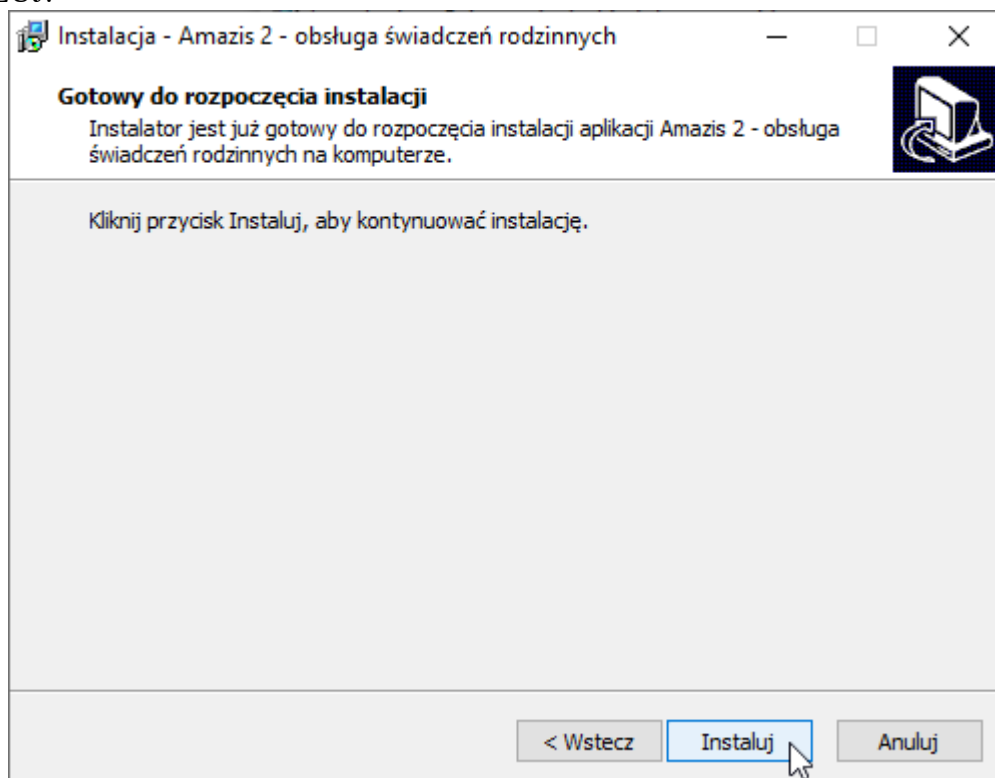 Instalacja - Amazis 2 - obsługa świadczeń rodzinnych
Gotowy do rozpoczęcia instalacji
Instalator jest już gotowy do rozpoczęcia instalacji aplikacji Amazis 2 - obsługa
świadczeń rodzinnych na komputerze.
Kliknij przycisk Instaluj, aby kontynuować instalację.
< Wstecz
Instaluj
Anuluj